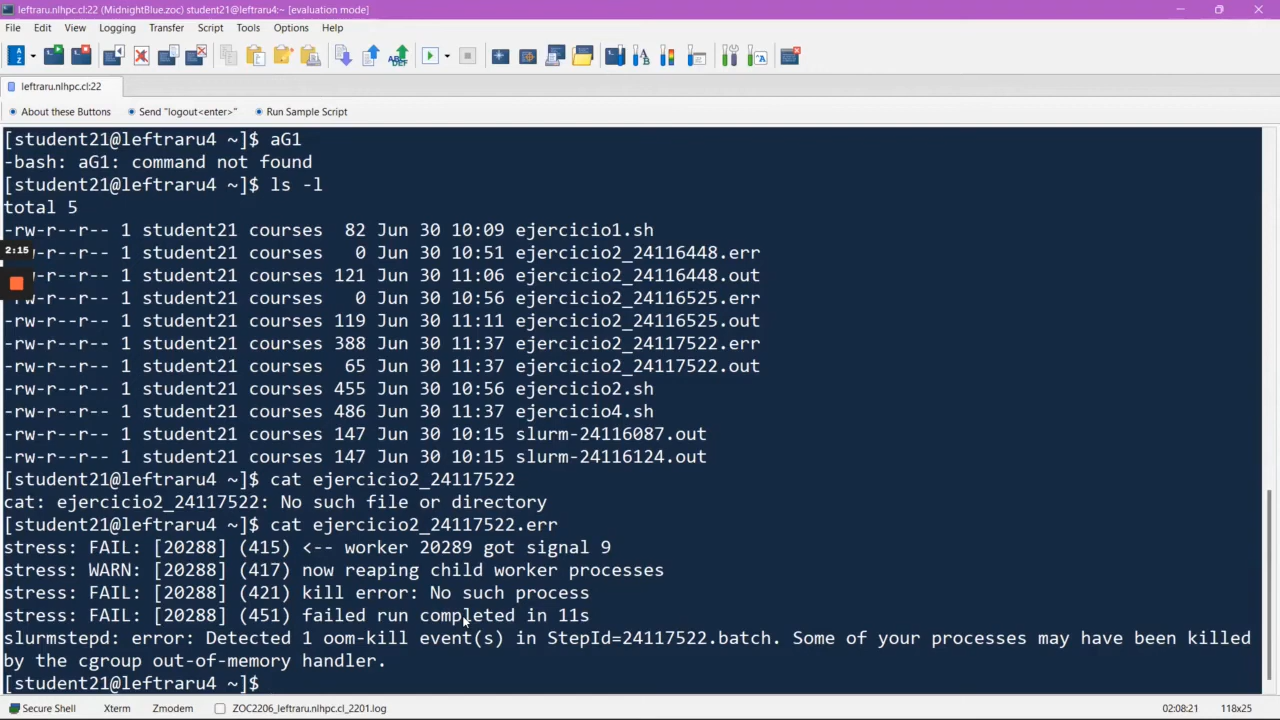 leftraru.nlhpc.cl:22 (MidnightBlue.zoc) student21@leftraru4:~ [evaluation mode]
File Edit View Logging Transfer Script Tools Options Help
leftraru.nlhpc.cl:22
About these Buttons Send "logout<enter>" Run Sample Script
[student21@leftraru4 ~]$ aG1
-bash: aG1: command not found
[student21@leftraru4 ~]$ ls -l
total 5
-rw-r--r-- 1 student21 courses  82 Jun 30 10:09 ejercicio1.sh
-rw-r--r-- 1 student21 courses   0 Jun 30 10:51 ejercicio2_24116448.err
2:15
-rw-r--r-- 1 student21 courses 121 Jun 30 11:06 ejercicio2_24116448.out
-rw-r--r-- 1 student21 courses   0 Jun 30 10:56 ejercicio2_24116525.err
-rw-r--r-- 1 student21 courses 119 Jun 30 11:11 ejercicio2_24116525.out
-rw-r--r-- 1 student21 courses 388 Jun 30 11:37 ejercicio2_24117522.err
-rw-r--r-- 1 student21 courses  65 Jun 30 11:37 ejercicio2_24117522.out
-rw-r--r-- 1 student21 courses 455 Jun 30 10:56 ejercicio2.sh
-rw-r--r-- 1 student21 courses 486 Jun 30 11:37 ejercicio4.sh
-rw-r--r-- 1 student21 courses 147 Jun 30 10:15 slurm-24116087.out
-rw-r--r-- 1 student21 courses 147 Jun 30 10:15 slurm-24116124.out
[student21@leftraru4 ~]$ cat ejercicio2_24117522
cat: ejercicio2_24117522: No such file or directory
[student21@leftraru4 ~]$ cat ejercicio2_24117522.err
stress: FAIL: [20288] (415) <-- worker 20289 got signal 9
stress: WARN: [20288] (417) now reaping child worker processes
stress: FAIL: [20288] (421) kill error: No such process
stress: FAIL: [20288] (451) failed run completed in 11s
slurmstepd: error: Detected 1 oom-kill event(s) in StepId=24117522.batch. Some of your processes may have been killed
by the cgroup out-of-memory handler.
[student21@leftraru4 ~]$
Secure Shell Xterm Zmodem ZOC2206_leftraru.nlhpc.cl_2201.log 02:08:21 118x25